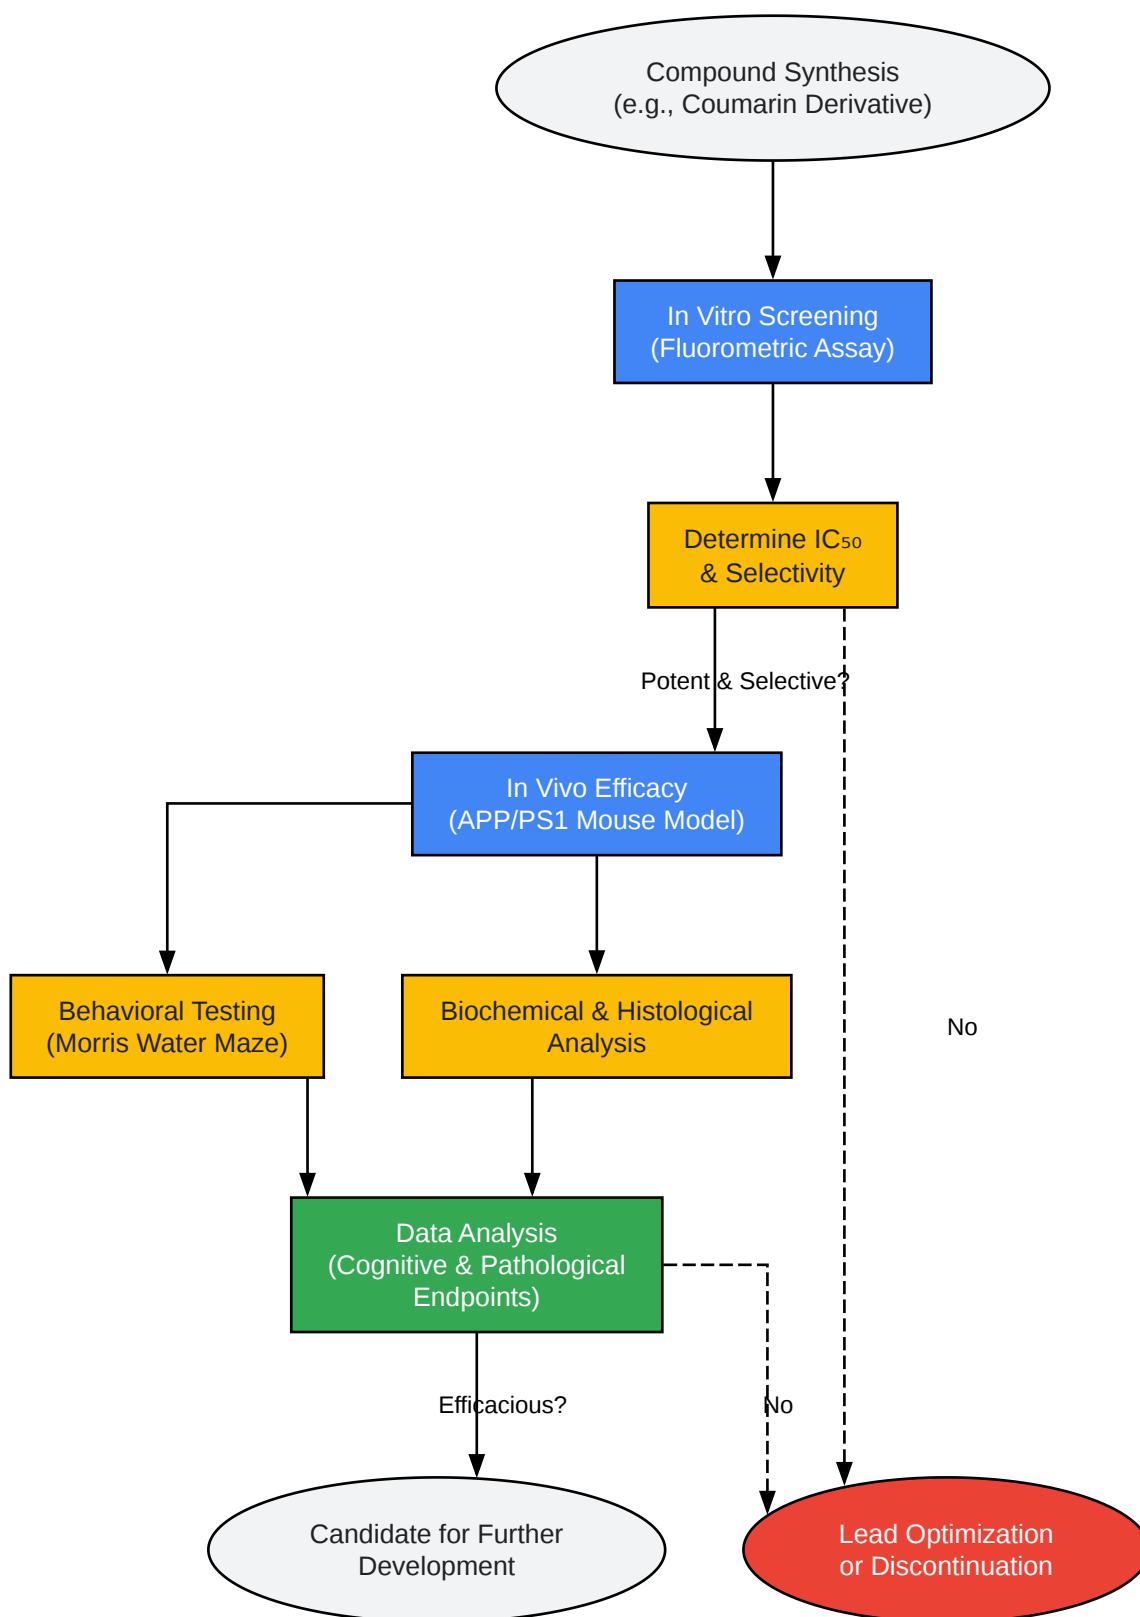 Compound Synthesis
(e.g., Coumarin Derivative)
In Vitro Screening
(Fluorometric Assay)
Determine IC₅₀
& Selectivity
Potent & Selective?
In Vivo Efficacy
(APP/PS1 Mouse Model)
Behavioral Testing
(Morris Water Maze)
Biochemical & Histological
Analysis
No
Data Analysis
(Cognitive & Pathological
Endpoints)
Efficacious?
No
Candidate for Further
Development
Lead Optimization
or Discontinuation